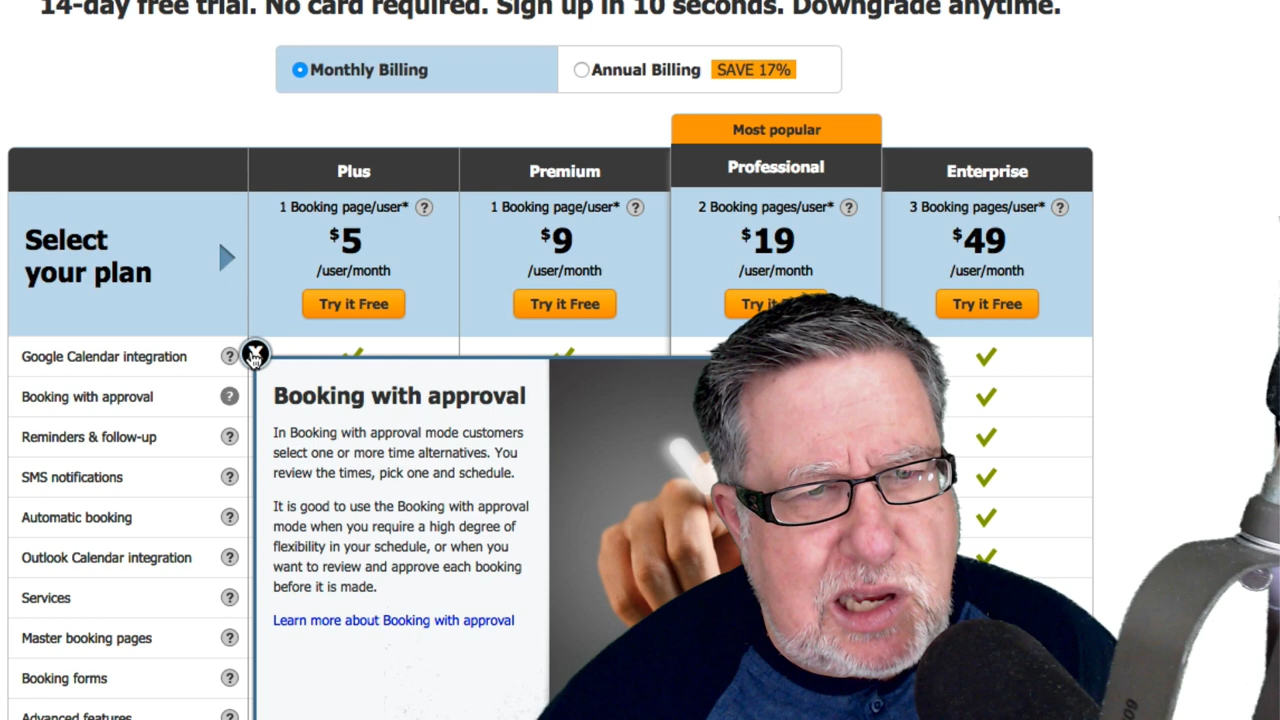 14-day free trial. No card required. Sign up in 10 seconds. Downgrade anytime.
Monthly Billing
Annual Billing SAVE 17%
Most popular
Plus
Premium
Professional
Enterprise
Select
your plan
1 Booking page/user* ?
$5
/user/month
Try it Free
1 Booking page/user* ?
$9
/user/month
Try it Free
2 Booking pages/user* ?
$19
/user/month
Try it
3 Booking pages/user* ?
$49
/user/month
Try it Free
Google Calendar integration ?
Booking with approval ?
Reminders & follow-up ?
SMS notifications ?
Automatic booking ?
Outlook Calendar integration ?
Services ?
Master booking pages ?
Booking forms ?
Advanced features ?
Booking with approval
In Booking with approval mode customers
select one or more time alternatives. You
review the times, pick one and schedule.
It is good to use the Booking with approval
mode when you require a high degree of
flexibility in your schedule, or when you
want to review and approve each booking
before it is made.
Learn more about Booking with approval